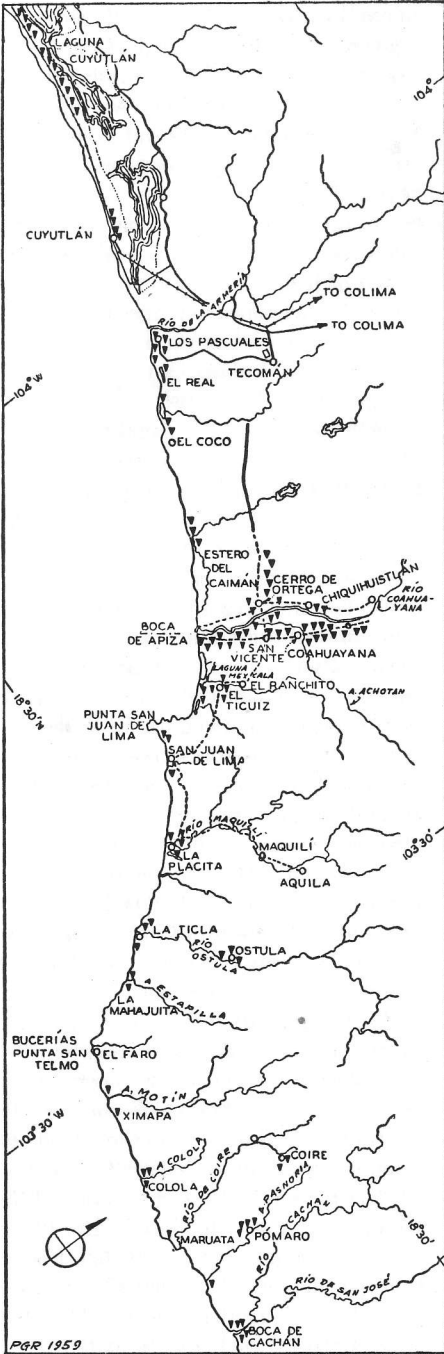 LAGUNA
CUYUTLÁN
104°
CUYUTLÁN
RÍO DE LA ARMERÍA
TO COLIMA
TO COLIMA
LOS PASCUALES
TECOMÁN
EL REAL
104°W
EL COCO
ESTERO
DEL
CAIMÁN
CERRO DE
ORTEGA
CHIQUIHUISTLÁN
RÍO
COAHUA-
YANA
BOCA
DE APIZA
SAN
VICENTE
COAHUAYANA
LAGUNA
MEXCALA
EL RANCHITO
EL
TICUIZ
A. ACHOTAN
18°30'N
PUNTA SAN
JUAN DE
LIMA
SAN JUAN
DE LIMA
RÍO MAQUILÍ
MAQUILÍ
103°30'
LA
PLACITA
AQUILA
LA TICLA
RÍO
OSTULA
OSTULA
A. ESTAPILLA
LA
MAHAJUITA
BUCERÍAS
PUNTA SAN
TELMO
EL FARO
A. MOTÍN
XIMAPA
103°30'W
A. COLOLA
COIRE
COLOLA
RÍO DE COIRE
A. PASNORIA
MARUATA
PÓMARO
RÍO CACHÁN
18°30'
RÍO DE SAN JOSÉ
BOCA DE
CACHÁN
PGR 1959